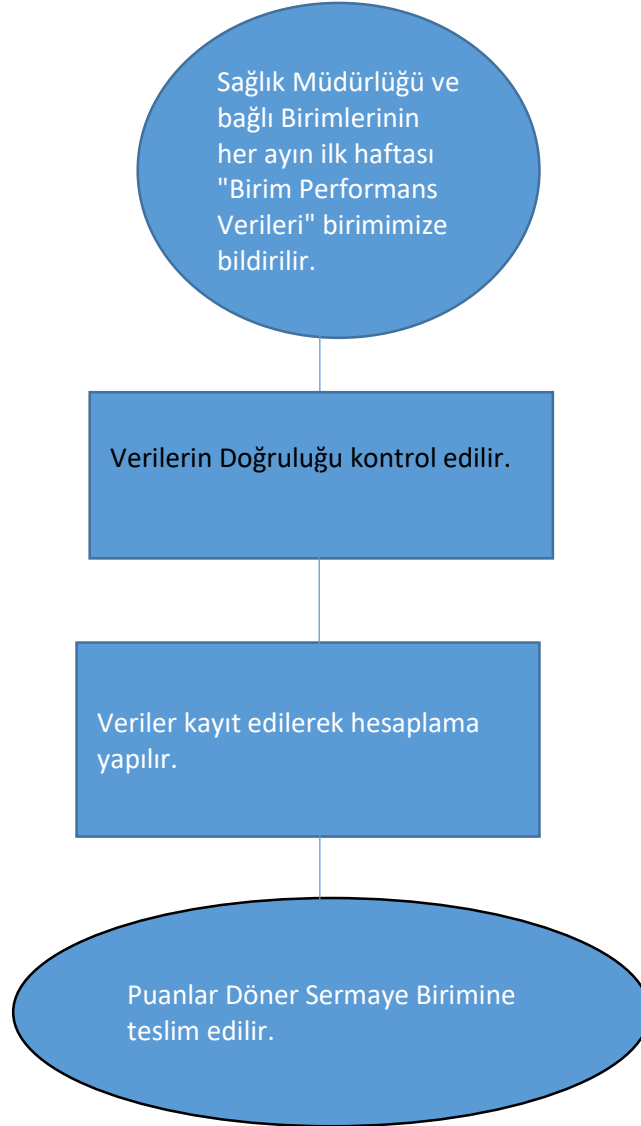 Sağlık Müdürlüğü ve
bağlı Birimlerinin
her ayın ilk haftası
"Birim Performans
Verileri" birimimize
bildirilir.
Verilerin Doğruluğu kontrol edilir.
Veriler kayıt edilerek hesaplama
yapılır.
Puanlar Döner Sermaye Birimine
teslim edilir.